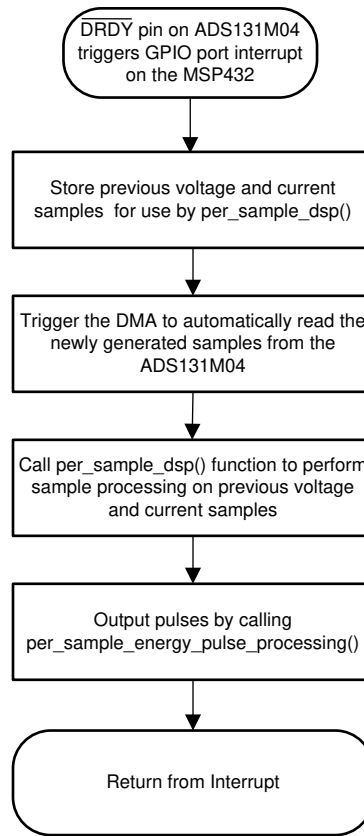 DRDY pin on ADS131M04
triggers GPIO port interrupt
on the MSP432
Store previous voltage and current
samples for use by per_sample_dsp()
Trigger the DMA to automatically read the
newly generated samples from the
ADS131M04
Call per_sample_dsp() function to perform
sample processing on previous voltage
and current samples
Output pulses by calling
per_sample_energy_pulse_processing()
Return from Interrupt